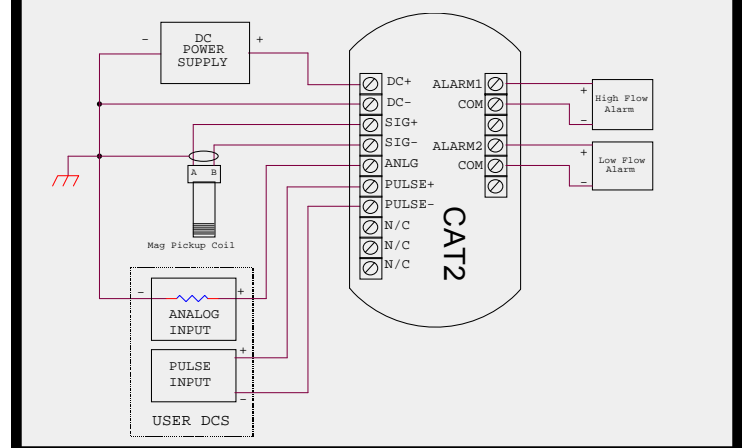 -
DC
POWER
SUPPLY
+
DC+
DC-
SIG+
SIG-
ANLG
PULSE+
PULSE-
N/C
N/C
N/C
ALARM1
COM
ALARM2
COM
CAT2
+
High Flow
Alarm
-
+
Low Flow
Alarm
-
A B
Mag Pickup Coil
- +
ANALOG
INPUT
+
PULSE
INPUT
-
USER DCS